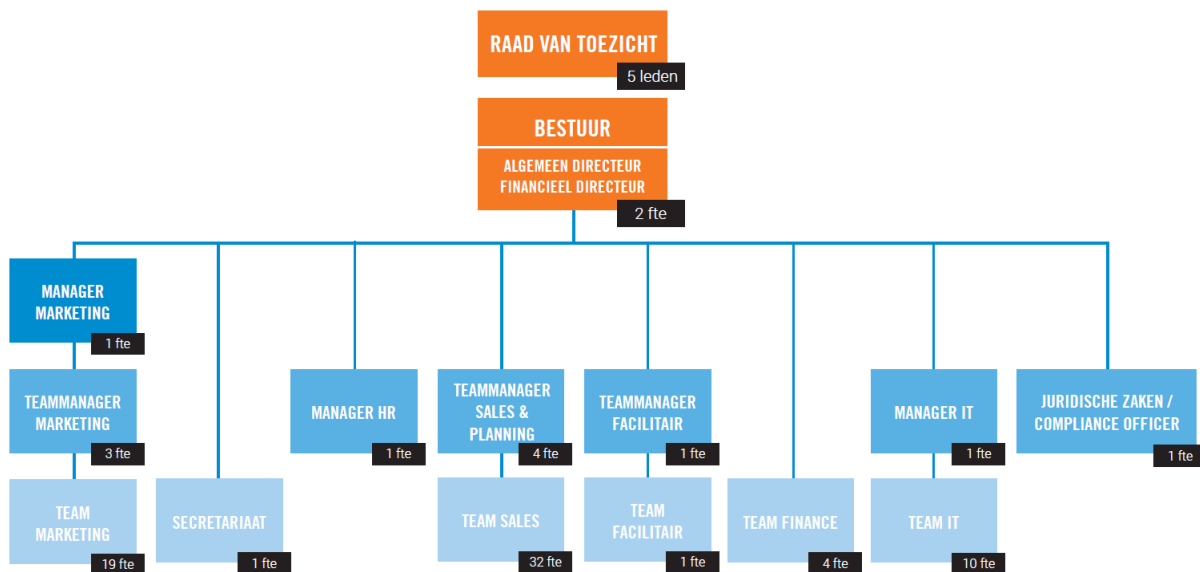 RAAD VAN TOEZICHT
5 leden
BESTUUR
ALGEMEEN DIRECTEUR
FINANCIEEL DIRECTEUR
2 fte
MANAGER
MARKETING
1 fte
TEAMMANAGER
MARKETING
3 fte
MANAGER HR
1 fte
TEAMMANAGER
SALES &
PLANNING
4 fte
TEAMMANAGER
FACILITAIR
1 fte
MANAGER IT
1 fte
JURIDISCHE ZAKEN /
COMPLIANCE OFFICER
1 fte
TEAM
MARKETING
19 fte
SECRETARIAAT
1 fte
TEAM SALES
32 fte
TEAM
FACILITAIR
1 fte
TEAM FINANCE
4 fte
TEAM IT
10 fte